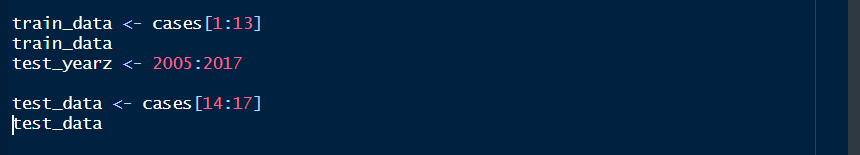 train_data <- cases[1:13]
train_data
test_yearz <- 2005:2017
test_data <- cases[14:17]
test_data